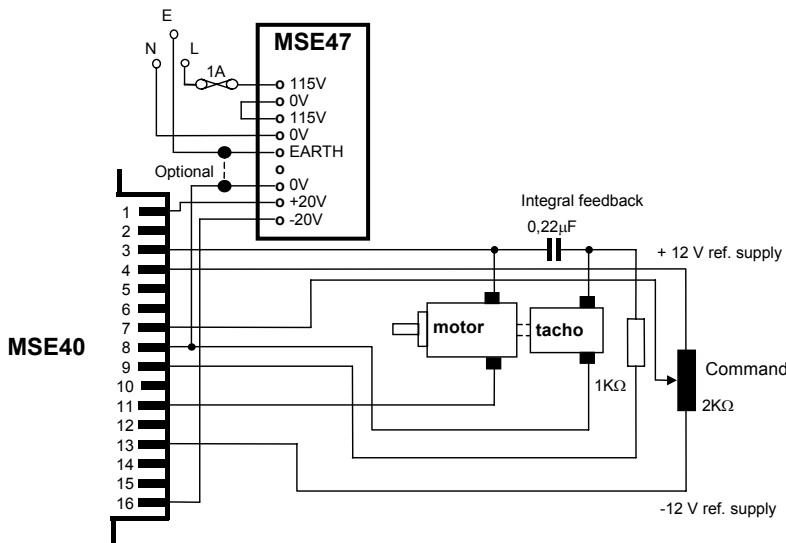 E
N
L
1A
MSE47
115V
0V
115V
0V
EARTH
Optional
0V
+20V
-20V
Integral feedback
0,22µF
+ 12 V ref. supply
1
2
3
4
5
6
7
8
9
10
11
12
13
14
15
16
MSE40
motor
tacho
1KΩ
Command
2KΩ
-12 V ref. supply